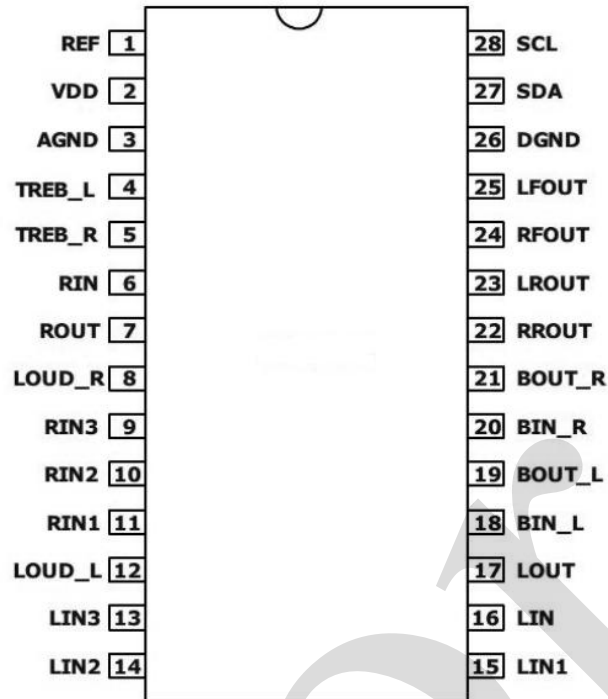 REF 1 28 SCL
VDD 2 27 SDA
AGND 3 26 DGND
TREB_L 4 25 LFOUT
TREB_R 5 24 RFOUT
RIN 6 23 LROUT
ROUT 7 22 RROUT
LOUD_R 8 21 BOUT_R
RIN3 9 20 BIN_R
RIN2 10 19 BOUT_L
RIN1 11 18 BIN_L
LOUD_L 12 17 LOUT
LIN3 13 16 LIN
LIN2 14 15 LIN1